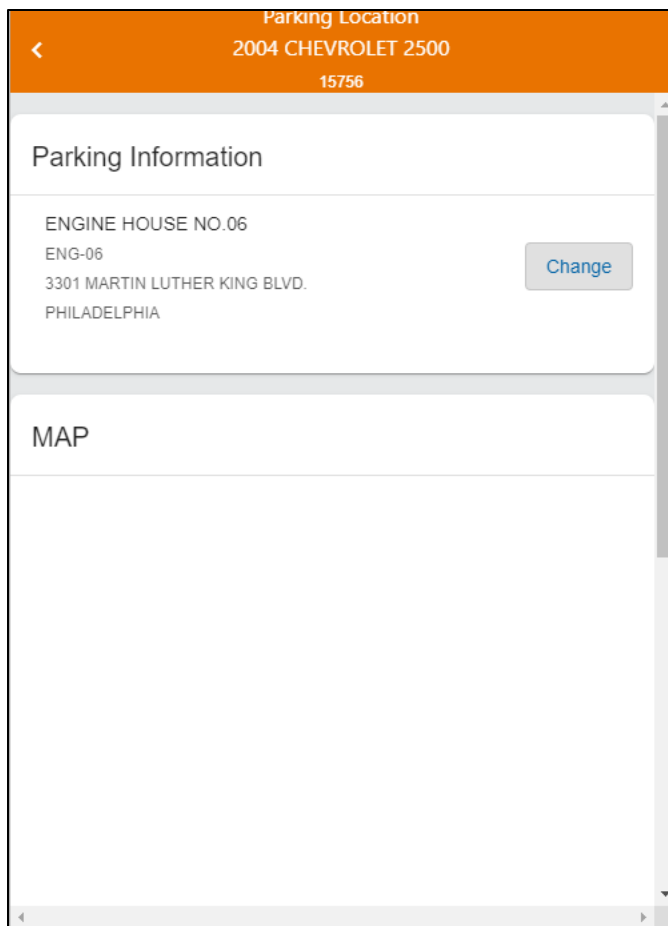 Parking Location
2004 CHEVROLET 2500
15756
Parking Information
ENGINE HOUSE NO.06
ENG-06
3301 MARTIN LUTHER KING BLVD.
PHILADELPHIA
Change
MAP